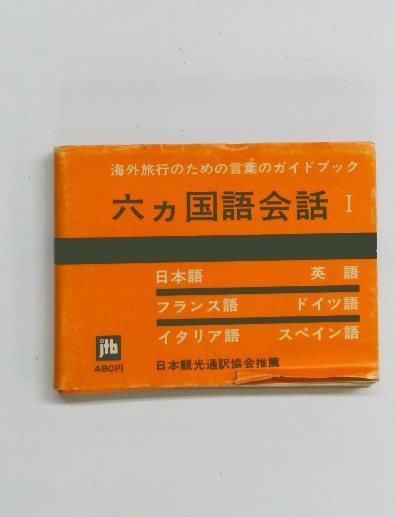 海外旅行のための言葉のガイドブック
六ヵ国語会話 I
日本語 英語
フランス語 ドイツ語
イタリア語 スペイン語
jtb
480円
日本観光通訳協会推薦